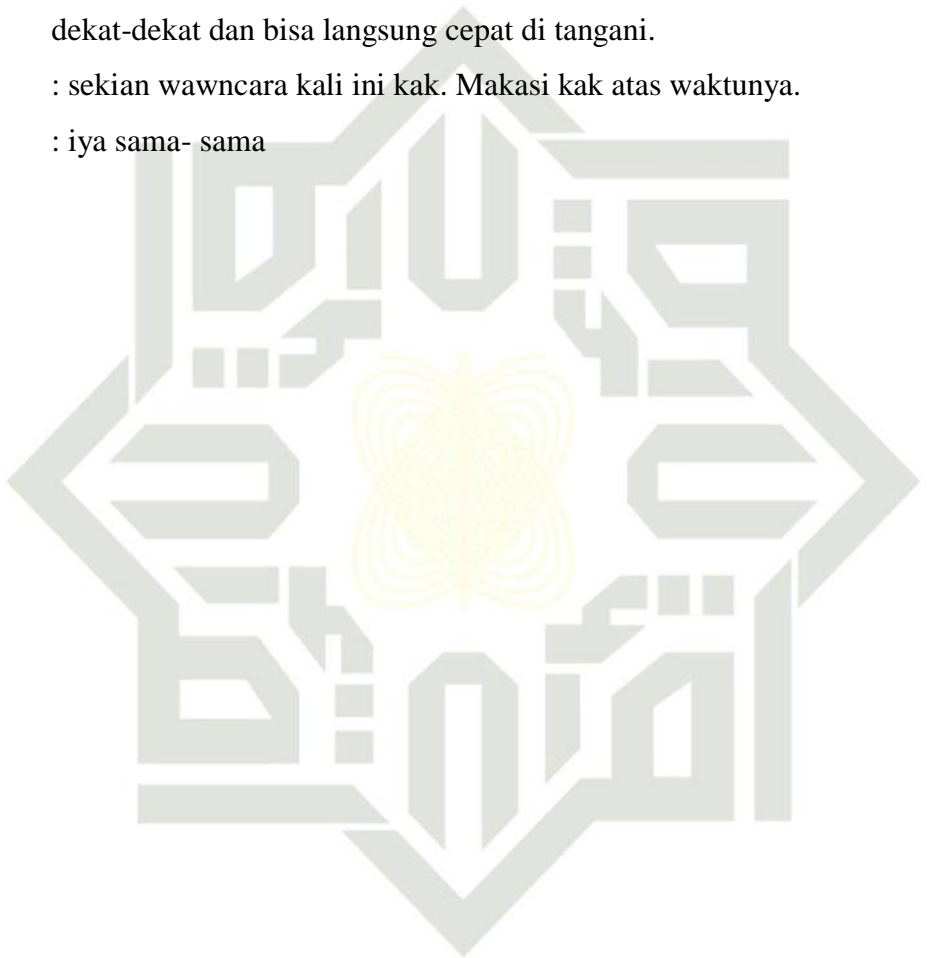 dekat-dekat dan bisa langsung cepat di tangani.
: sekian wawncara kali ini kak. Makasi kak atas waktunya.
: iya sama- sama